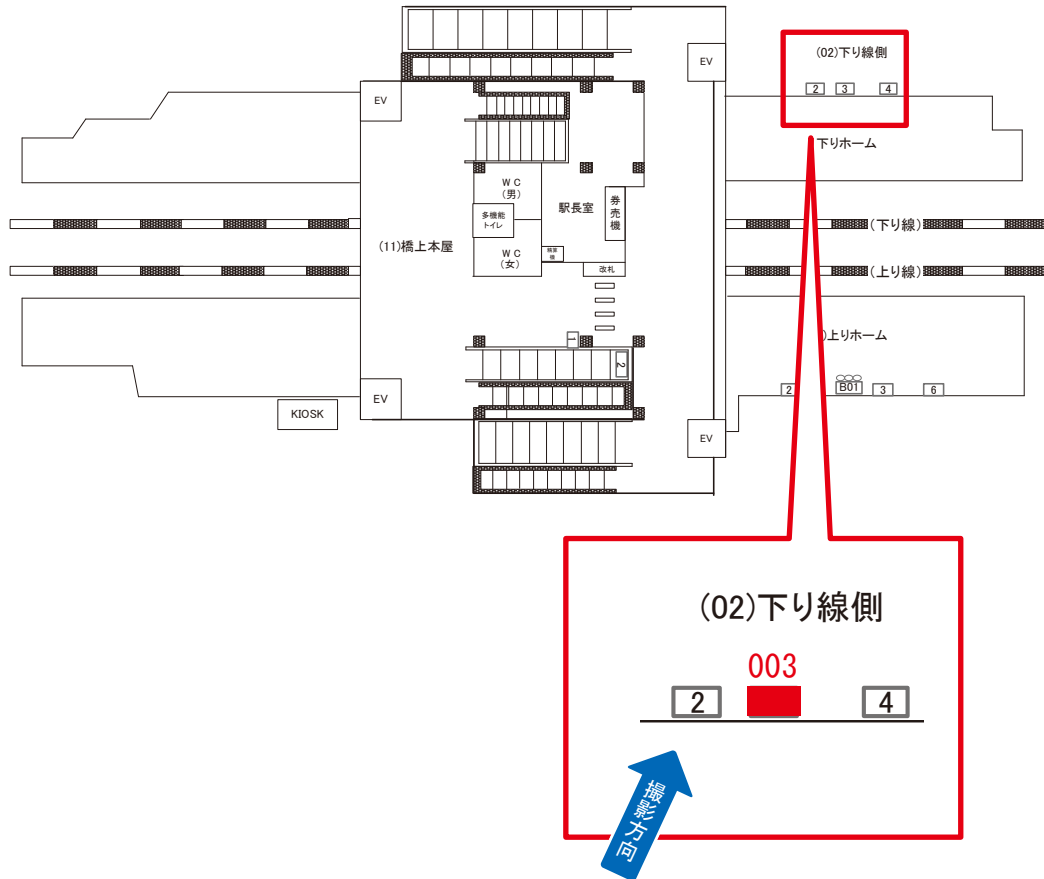 EV
(02)下り線側
2
3
4
EV
下りホーム
WC
(男)
多機能
トイレ
WC
(女)
駅長室
券売機
精算
機
改札
(下り線)
(11)橋上本屋
(上り線)
)上りホーム
1
2
2
B01
3
6
EV
KIOSK
EV
(02)下り線側
003
2
4
撮影方向